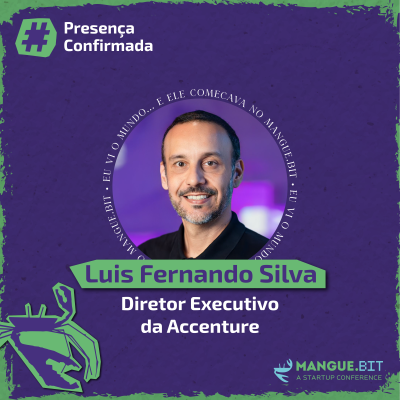 #
Presença
Confirmada
O MANGUE.BIT • EU VI O MUNDO... E ELE COMEÇAVA NO MANGUE.BIT • EU VI O MUNDO
Luis Fernando Silva
Diretor Executivo
da Accenture
MANGUE.BIT
A STARTUP CONFERENCE